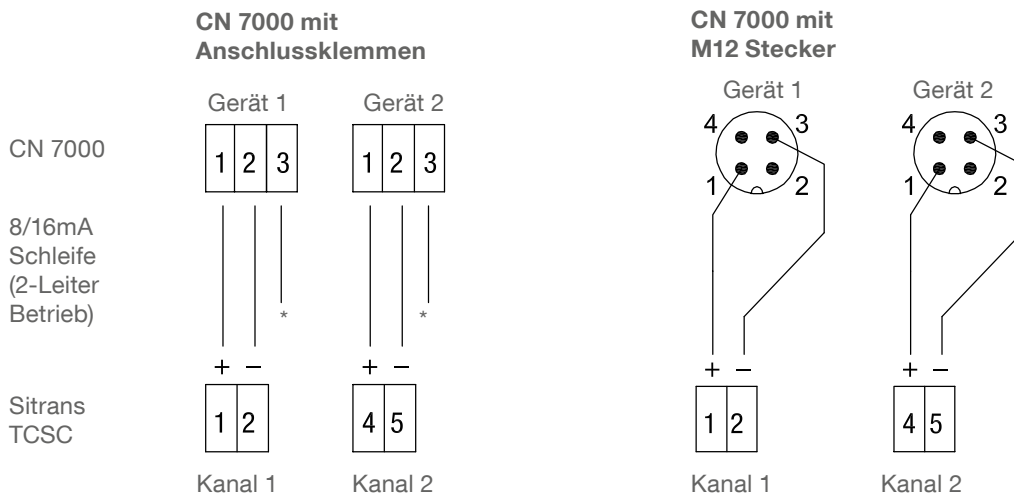 CN 7000 mit
Anschlussklemmen
CN 7000 mit
M12 Stecker
Gerät 1
Gerät 2
Gerät 1
Gerät 2
CN 7000
1 2 3
1 2 3
4 3
1 2
4 3
1 2
8/16mA
Schleife
(2-Leiter
Betrieb)
*
*
+ −
+ −
+ −
+ −
Sitrans
TCSC
1 2
4 5
1 2
4 5
Kanal 1
Kanal 2
Kanal 1
Kanal 2